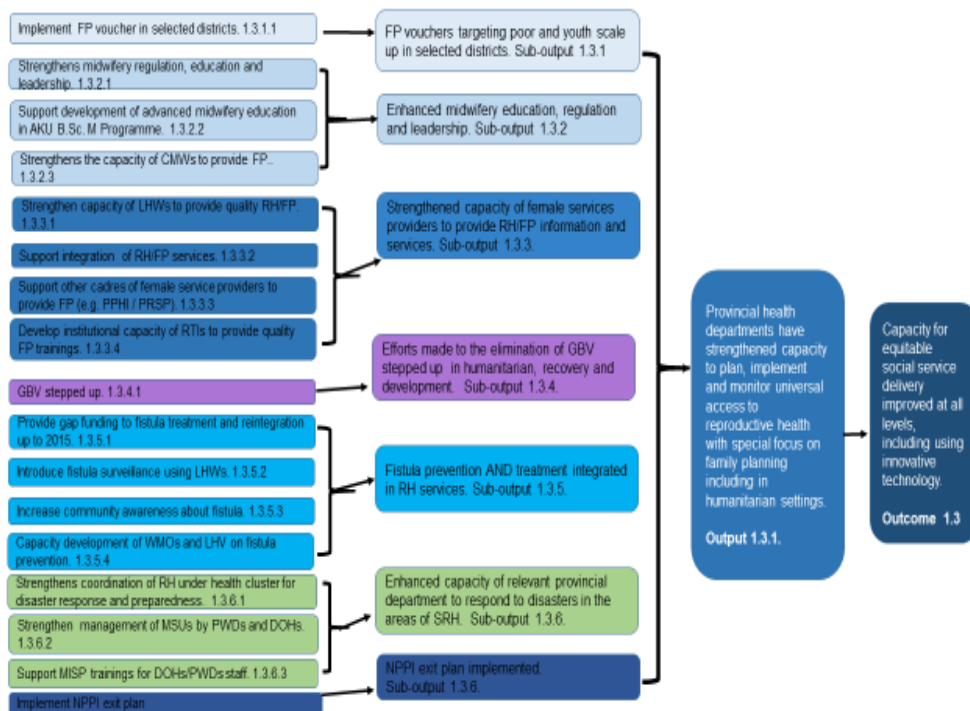 Implement FP voucher in selected districts. 1.3.1.1
Strengthens midwifery regulation, education and
leadership. 1.3.2.1
Support development of advanced midwifery education
in AKU B.Sc. M Programme. 1.3.2.2
Strengthens the capacity of CMWs to provide FP..
1.3.2.3
Strengthen capacity of LHWs to provide quality RH/FP.
1.3.3.1
Support integration of RH/FP services. 1.3.3.2
Support other cadres of female service providers to
provide FP (e.g. PPHI / PRSP). 1.3.3.3
Develop institutional capacity of RTIs to provide quality
FP trainings. 1.3.3.4
GBV stepped up. 1.3.4.1
Provide gap funding to fistula treatment and reintegration
up to 2015. 1.3.5.1
Introduce fistula surveillance using LHWs. 1.3.5.2
Increase community awareness about fistula. 1.3.5.3
Capacity development of WMOs and LHV on fistula
prevention. 1.3.5.4
Strengthens coordination of RH under health cluster for
disaster response and preparedness. 1.3.6.1
Strengthen management of MSUs by PWDs and DOHs.
1.3.6.2
Support MISP trainings for DOHs/PWDs staff. 1.3.6.3
Implement NPPI exit plan
FP vouchers targeting poor and youth scale
up in selected districts. Sub-output 1.3.1
Enhanced midwifery education, regulation
and leadership. Sub-output 1.3.2
Strengthened capacity of female services
providers to provide RH/FP information and
services. Sub-output 1.3.3.
Efforts made to the elimination of GBV
stepped up in humanitarian, recovery and
development. Sub-output 1.3.4.
Fistula prevention AND treatment integrated
in RH services. Sub-output 1.3.5.
Enhanced capacity of relevant provincial
department to respond to disasters in the
areas of SRH. Sub-output 1.3.6.
NPPI exit plan implemented.
Sub-output 1.3.6.
Provincial health
departments have
strengthened capacity
to plan, implement
and monitor universal
access to
reproductive health
with special focus on
family planning
including in
humanitarian settings.
Output 1.3.1.
Capacity for
equitable
social service
delivery
improved at all
levels,
including using
innovative
technology.
Outcome 1.3